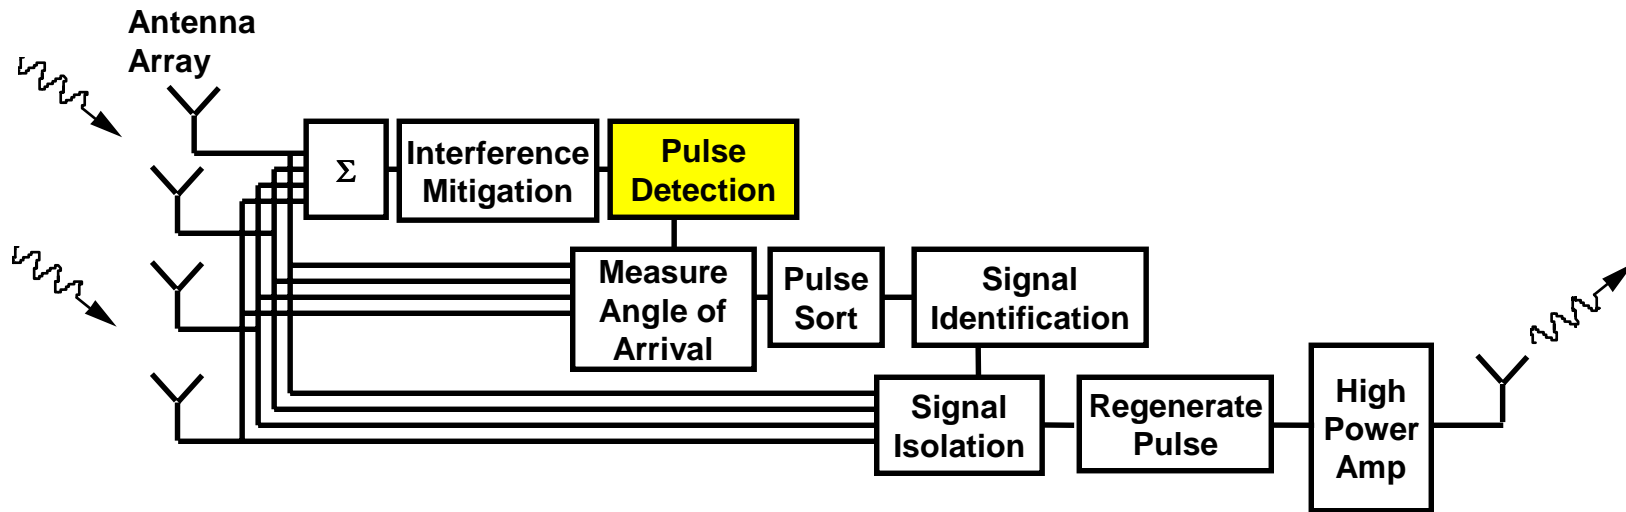 Antenna
Array
Σ
Interference
Mitigation
Pulse
Detection
Measure
Angle of
Arrival
Pulse
Sort
Signal
Identification
Signal
Isolation
Regenerate
Pulse
High
Power
Amp